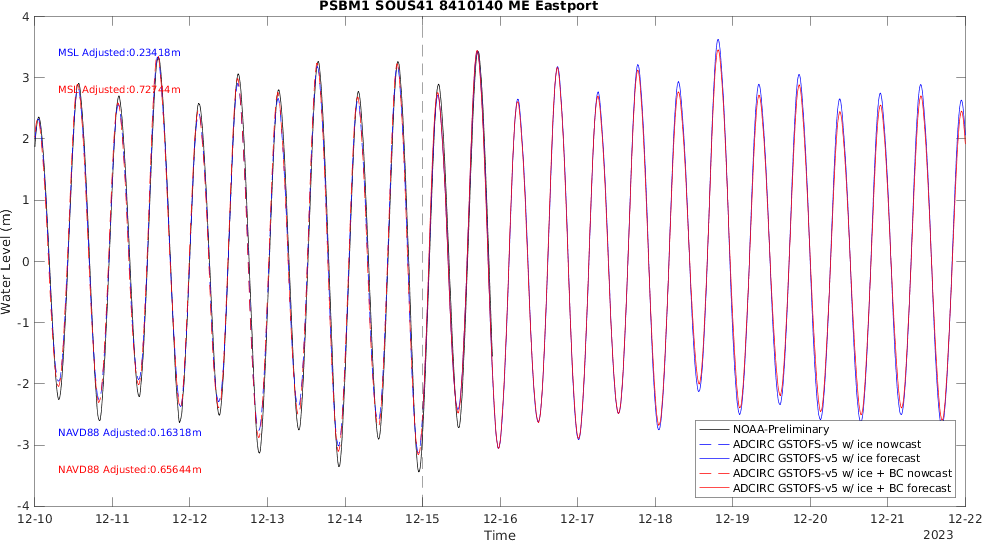 PSBM1 SOUS41 8410140 ME Eastport
4
3
2
1
0
-1
-2
-3
-4
Water Level (m)
MSL Adjusted:0.23418m
MSL Adjusted:0.72744m
NAVD88 Adjusted:0.16318m
NAVD88 Adjusted:0.65644m
NOAA-Preliminary
ADCIRC GSTOFS-v5 w/ ice nowcast
ADCIRC GSTOFS-v5 w/ ice forecast
ADCIRC GSTOFS-v5 w/ ice + BC nowcast
ADCIRC GSTOFS-v5 w/ ice + BC forecast
12-10 12-11 12-12 12-13 12-14 12-15 12-16 12-17 12-18 12-19 12-20 12-21 12-22
Time
2023